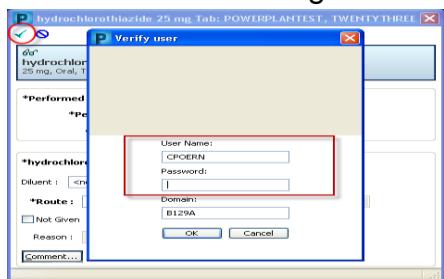 hydrochlorothiazide 25 mg Tab: POWERPLANTEST, TWENTYTHREE
Verify user
hydrochlor
25 mg, Oral, T
*Performed
*Pe
User Name:
CPOERN
Password:
*hydrochlor
Diluent :
Domain:
*Route :
B129A
Not Given
OK Cancel
Reason :
Comment...